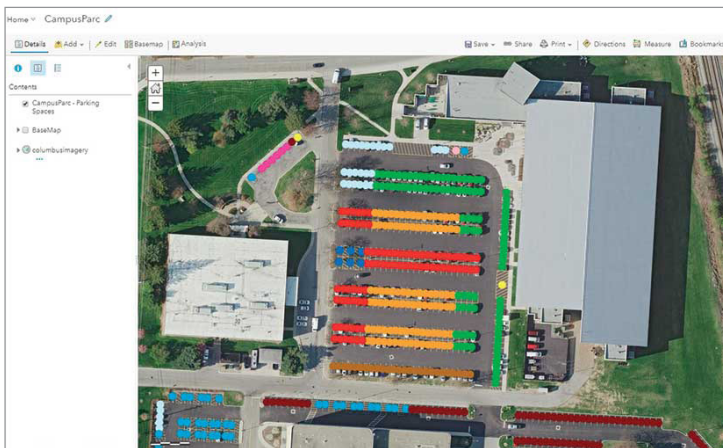 Home CampusParc
Details Add Edit Basemap Analysis Save Share Print Directions Measure Bookmarks
Contents
CampusParc - Parking
Spaces
BaseMap
columbusimagery